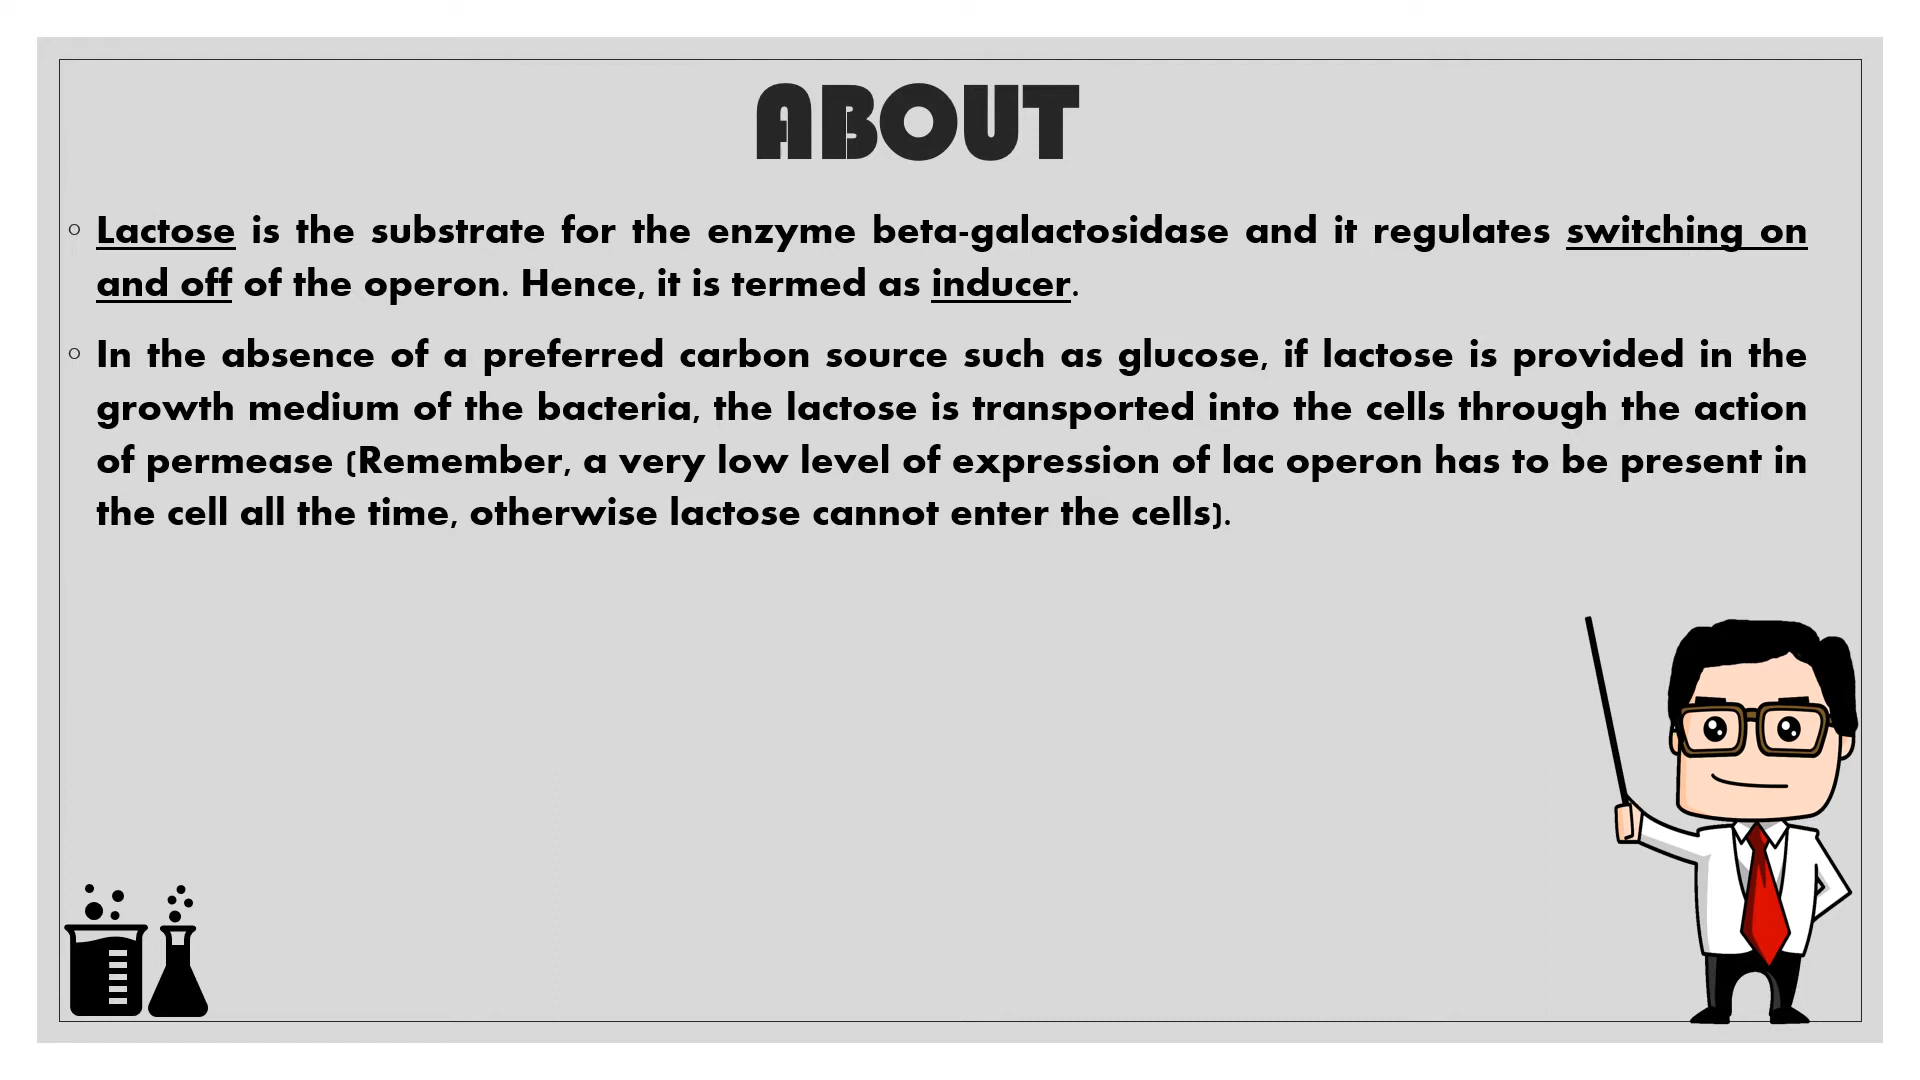 ABOUT
Lactose is the substrate for the enzyme beta-galactosidase and it regulates switching on
and off of the operon. Hence, it is termed as inducer.
In the absence of a preferred carbon source such as glucose, if lactose is provided in the
growth medium of the bacteria, the lactose is transported into the cells through the action
of permease (Remember, a very low level of expression of lac operon has to be present in
the cell all the time, otherwise lactose cannot enter the cells).